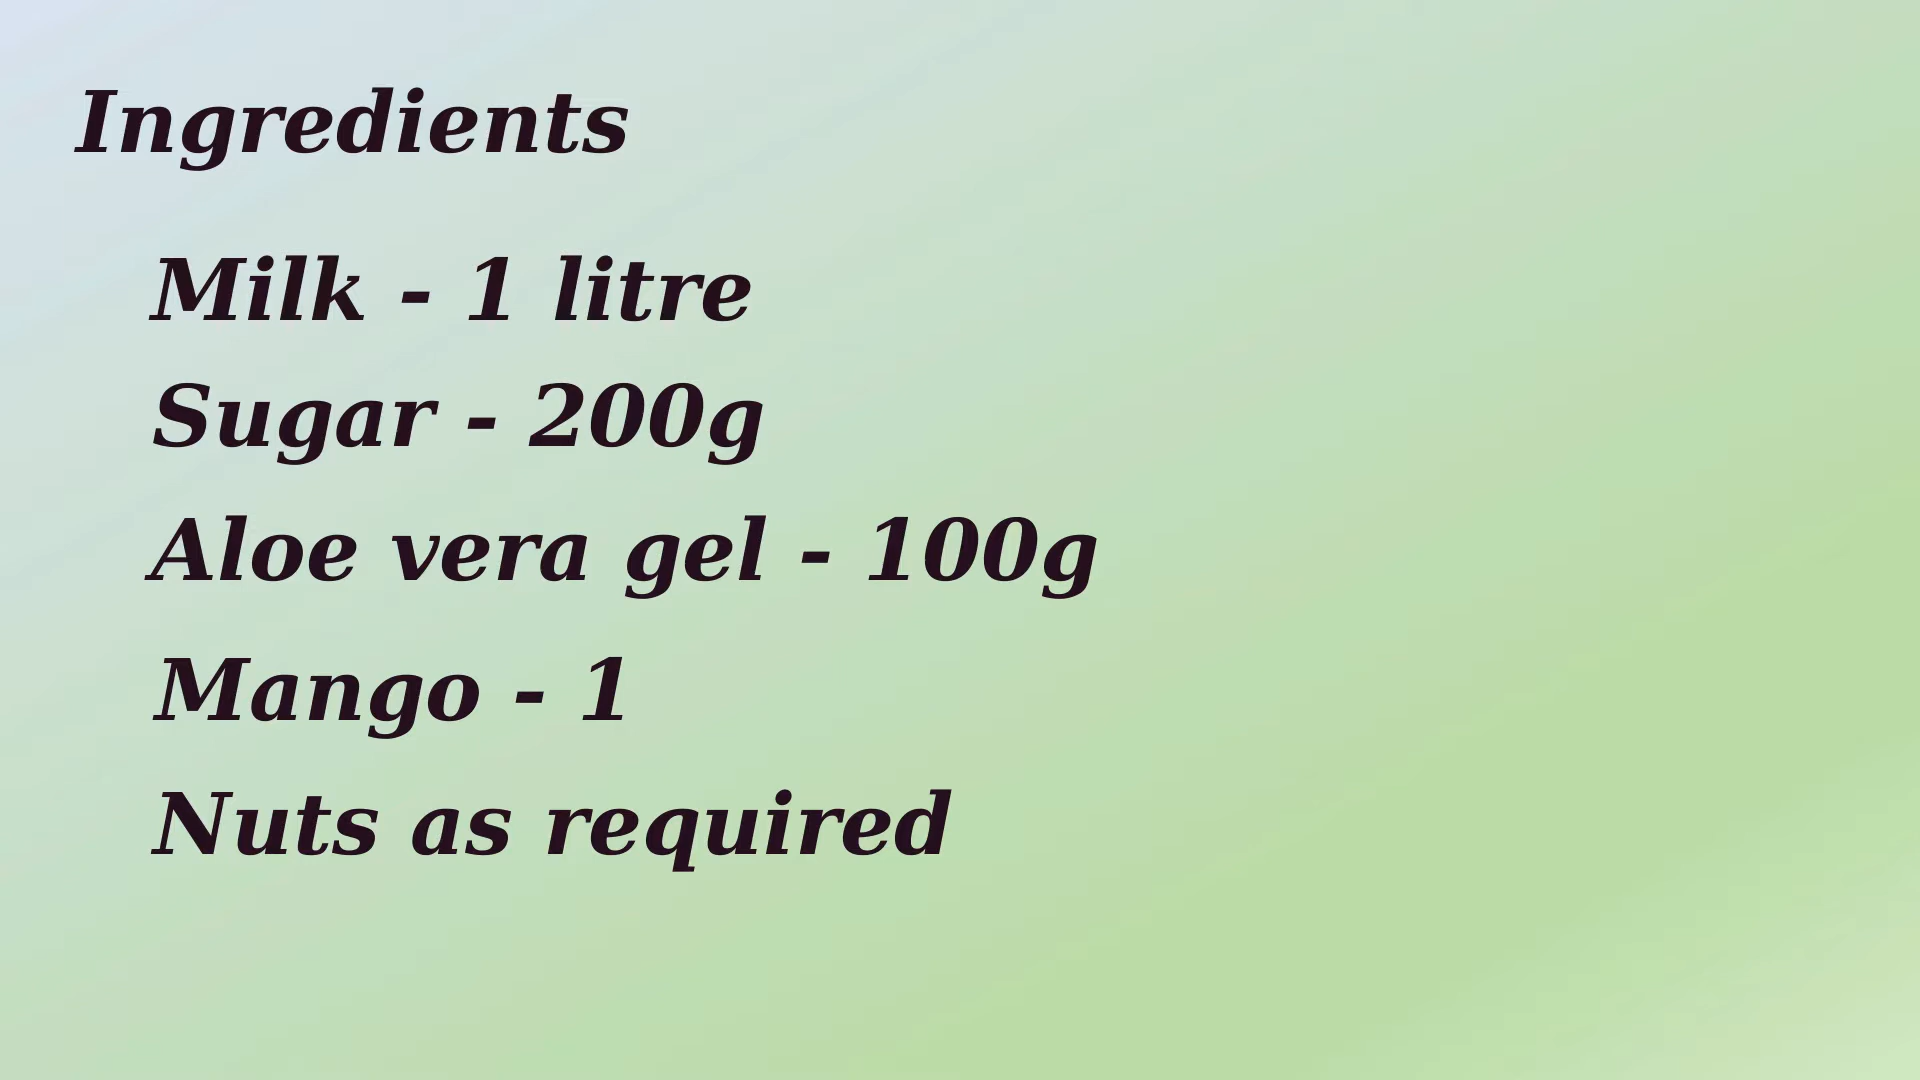 Ingredients
Milk - 1 litre
Sugar - 200g
Aloe vera gel - 100g
Mango - 1
Nuts as required